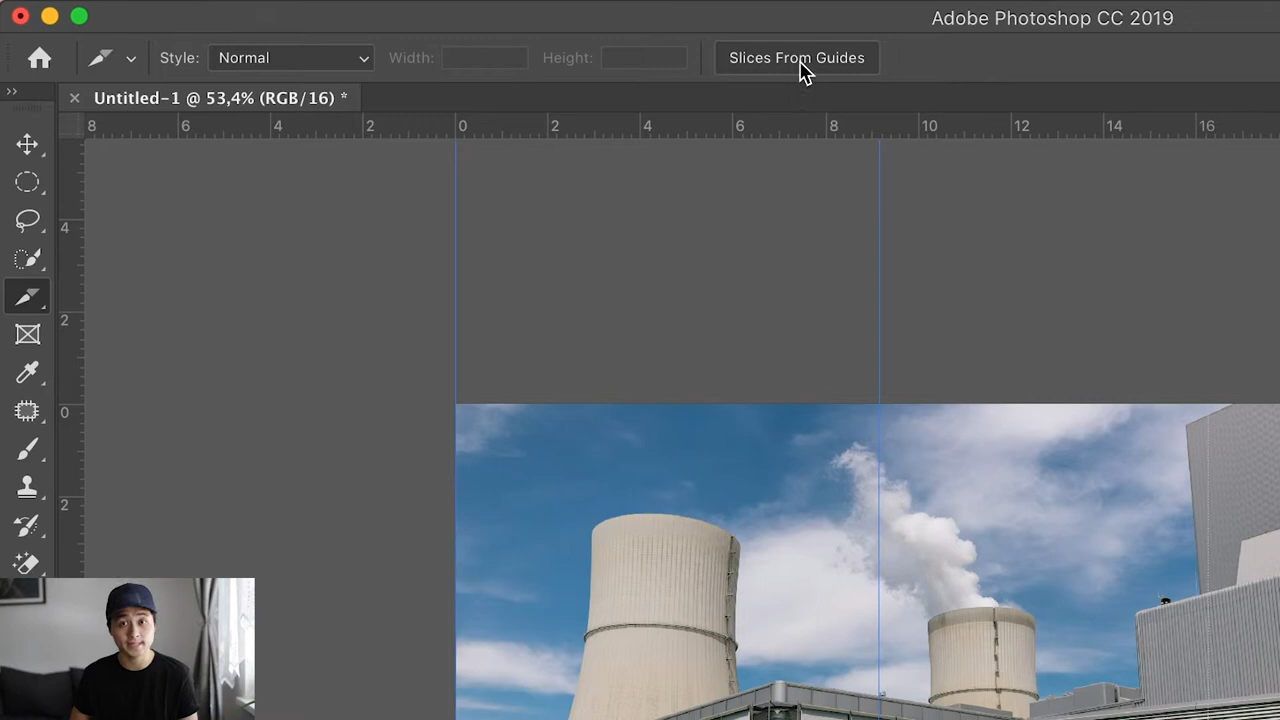 Adobe Photoshop CC 2019
Style: Normal Width: Height: Slices From Guides
Untitled-1 @ 53,4% (RGB/16) *
8 6 4 2 0 2 4 6 8 10 12 14 16
4
2
0
2